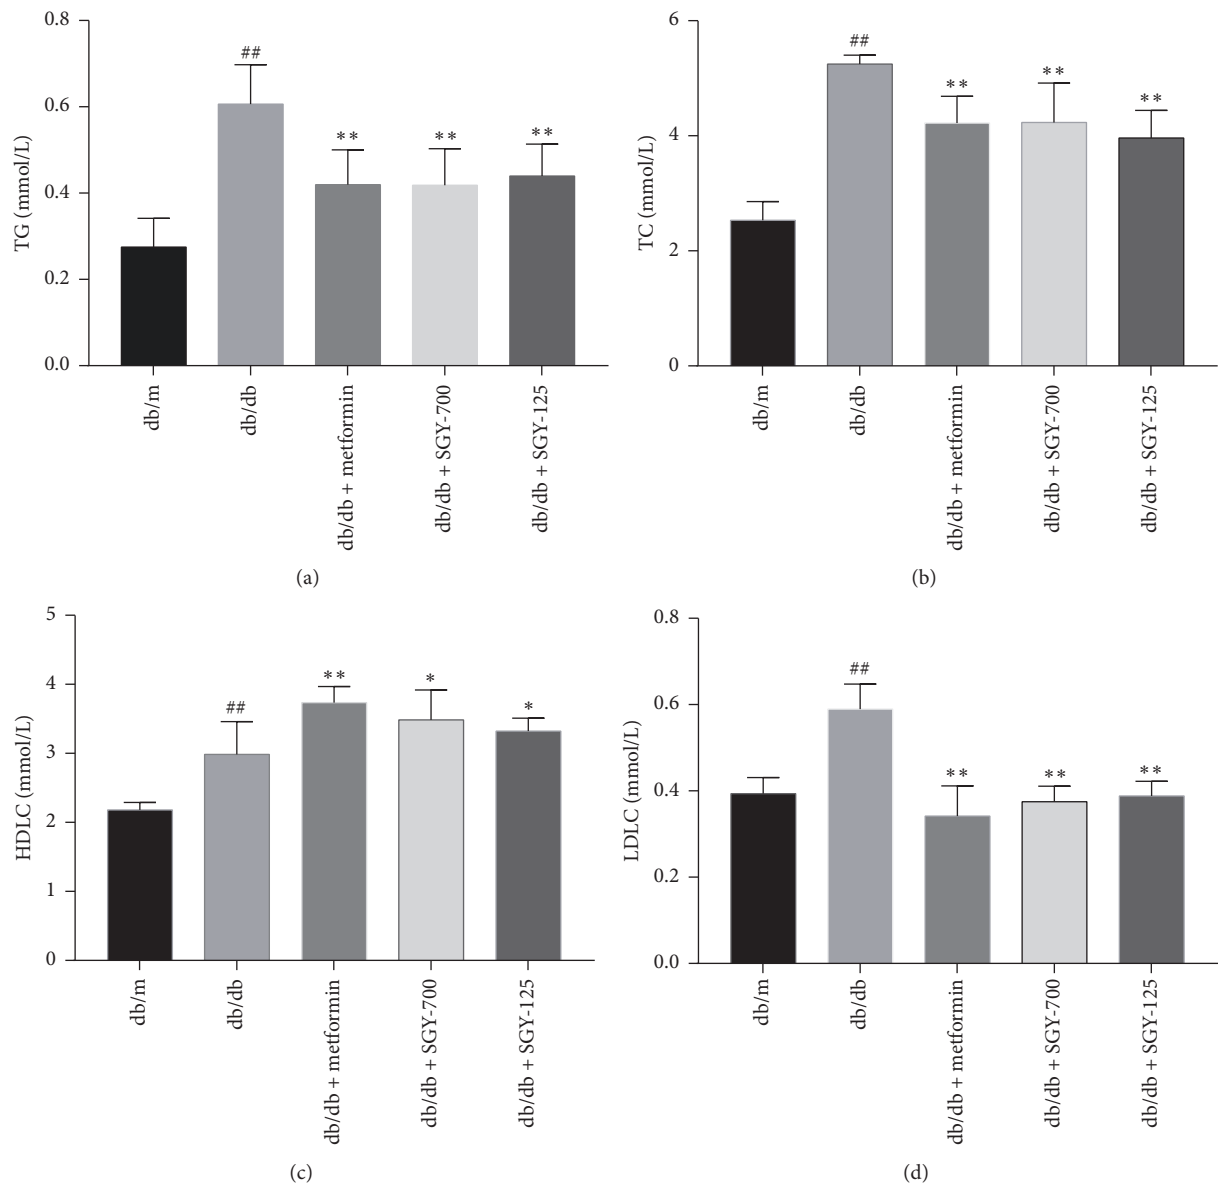 0.8
0.6
0.4
0.2
0.0
TG (mmol/L)
##
**
**
**
db/m
db/db
db/db + metformin
db/db + SGY-700
db/db + SGY-125
(a)
6
4
2
0
TC (mmol/L)
##
**
**
**
db/m
db/db
db/db + metformin
db/db + SGY-700
db/db + SGY-125
(b)
5
4
3
2
1
0
HDLC (mmol/L)
##
**
*
*
db/m
db/db
db/db + metformin
db/db + SGY-700
db/db + SGY-125
(c)
0.8
0.6
0.4
0.2
0.0
LDLC (mmol/L)
##
**
**
**
db/m
db/db
db/db + metformin
db/db + SGY-700
db/db + SGY-125
(d)